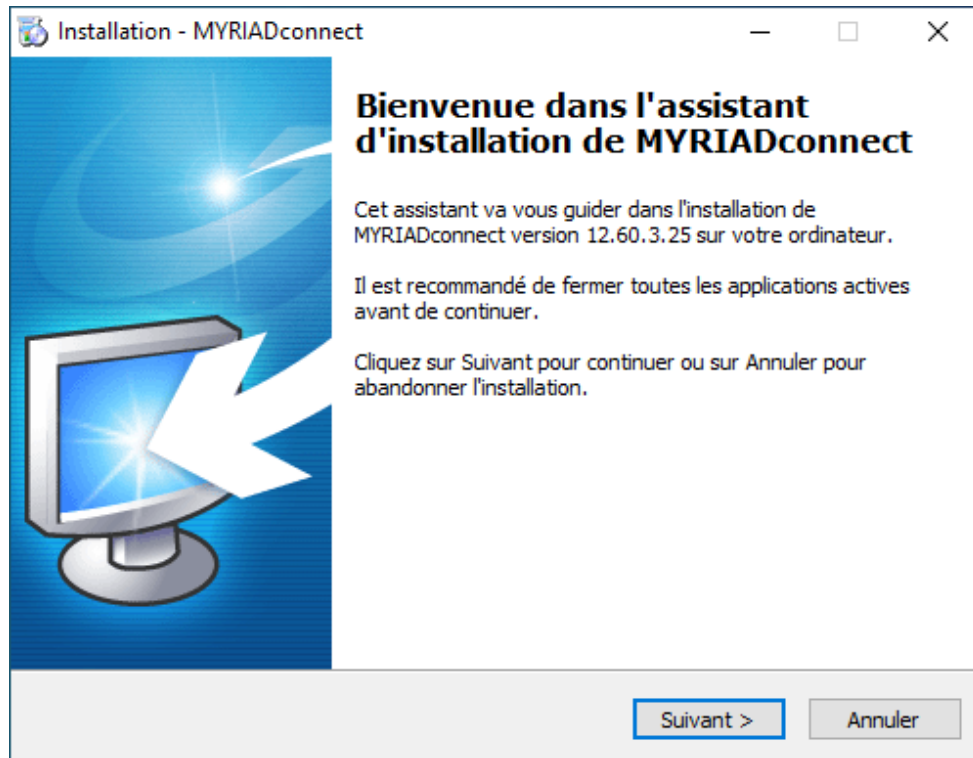 Installation - MYRIADconnect
Bienvenue dans l'assistant
d'installation de MYRIADconnect
Cet assistant va vous guider dans l'installation de
MYRIADconnect version 12.60.3.25 sur votre ordinateur.
Il est recommandé de fermer toutes les applications actives
avant de continuer.
Cliquez sur Suivant pour continuer ou sur Annuler pour
abandonner l'installation.
Suivant >
Annuler